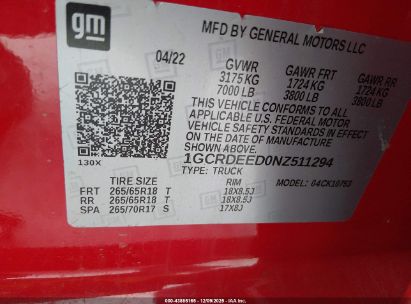 gm
MFD BY GENERAL MOTORS LLC
04/22
GVWR GAWR FRT GAWR RR
3175 KG 1724 KG 1724 KG
7000 LB 3800 LB 3800 LB
THIS VEHICLE CONFORMS TO ALL
APPLICABLE U.S. FEDERAL MOTOR
VEHICLE SAFETY STANDARDS IN EFFECT
ON THE DATE OF MANUFACTURE
SHOWN ABOVE.
1GCRDEED0NZ511294
TYPE: TRUCK
130X
TIRE SIZE RIM MODEL:
FRT 265/65R18 T 18X8.5J
RR 265/65R18 T 18X8.5J
SPA 265/70R17 S 17X8J